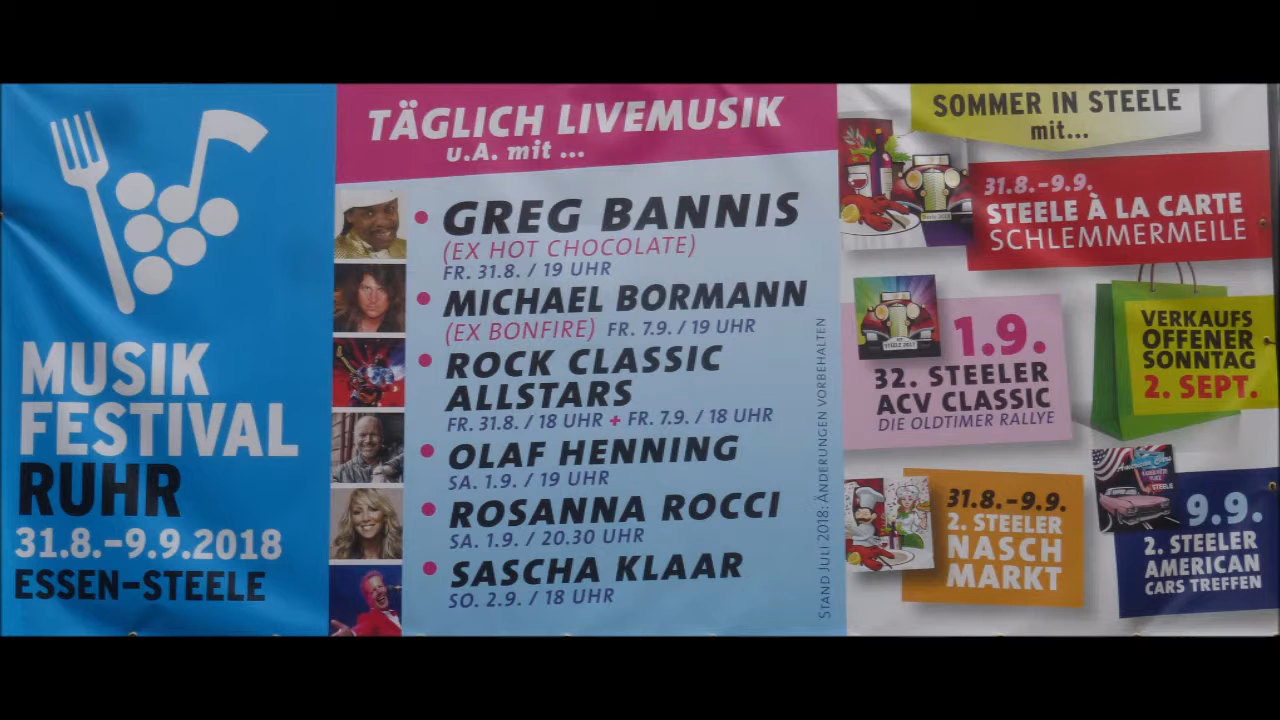 MUSIK
FESTIVAL
RUHR
31.8.–9.9.2018
ESSEN-STEELE
TÄGLICH LIVEMUSIK
u.A. mit ...
• GREG BANNIS
(EX HOT CHOCOLATE)
FR. 31.8. / 19 UHR
• MICHAEL BORMANN
(EX BONFIRE) FR. 7.9. / 19 UHR
• ROCK CLASSIC
ALLSTARS
FR. 31.8. / 18 UHR + FR. 7.9. / 18 UHR
• OLAF HENNING
SA. 1.9. / 19 UHR
• ROSANNA ROCCI
SA. 1.9. / 20.30 UHR
• SASCHA KLAAR
SO. 2.9. / 18 UHR
STAND JULI 2018: ÄNDERUNGEN VORBEHALTEN
SOMMER IN STEELE
mit...
31.8.–9.9.
STEELE À LA CARTE
SCHLEMMERMEILE
1.9.
32. STEELER
ACV CLASSIC
DIE OLDTIMER RALLYE
VERKAUFS
OFFENER
SONNTAG
2. SEPT.
31.8.–9.9.
2. STEELER
NASCH
MARKT
American Cars
STEELE
9.9.
2. STEELER
AMERICAN
CARS TREFFEN